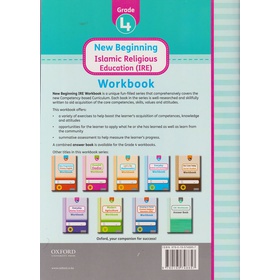 Grade
4
New Beginning
Islamic Religious
Education (IRE)
Workbook
New Beginning IRE Workbook is a unique fun filled series that comprehensively covers the
new Competency-based Curriculum. Each book in the series is well-researched and skilfully
written to aid acquisition of the core competencies, skills, values and attitudes.
This workbook offers:
• a variety of exercises to help boost the learner's acquisition of competencies, knowledge
and attitudes
• opportunities for the learner to apply what he or she has learned as well as learn from the
community
• summative assessment to help measure the learner's progress.
A combined answer book is available for the Grade 4 workbooks.
Other titles in this workbook series:
OXFORD
Oxford, your companion for success!